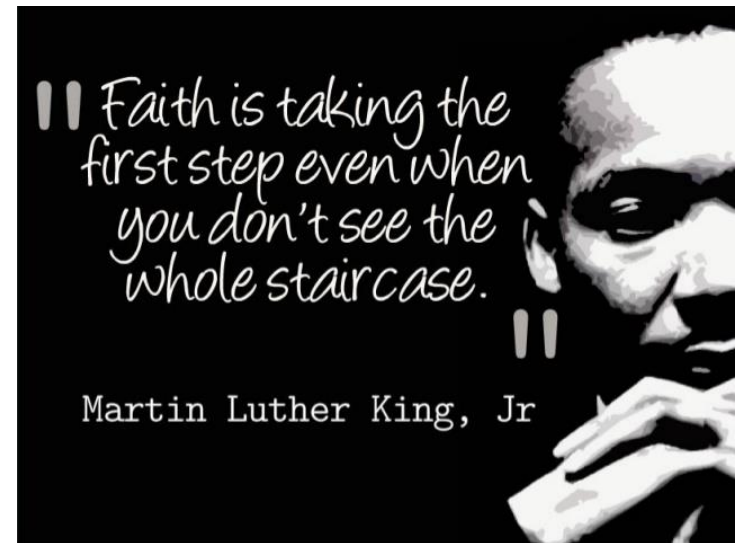 " Faith is taking the
first step even when
you don't see the
whole staircase.
"
Martin Luther King, Jr